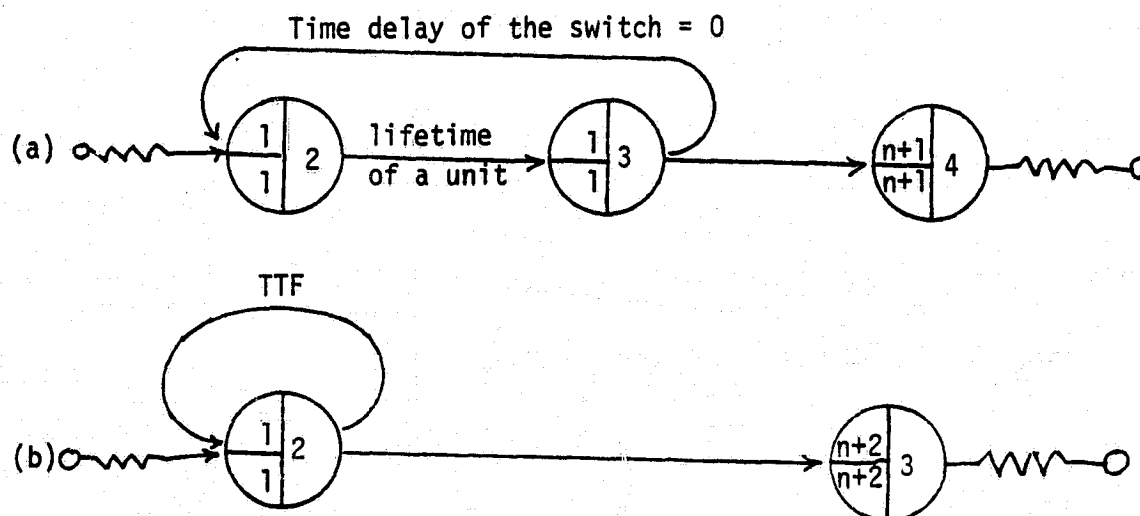 Time delay of the switch = 0
(a)
1
1
2
lifetime
of a unit
1
1
3
n+1
n+1
4
TTF
(b)
1
1
2
n+2
n+2
3